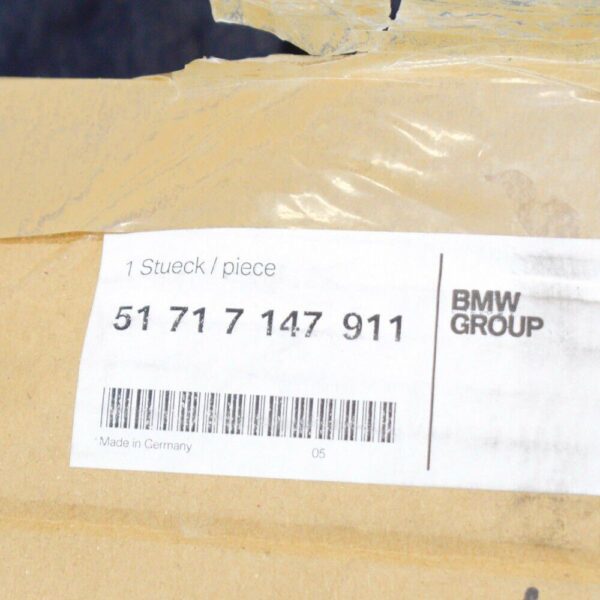 1 Stueck / piece
51 71 7 147 911
Made in Germany
05
BMW
GROUP